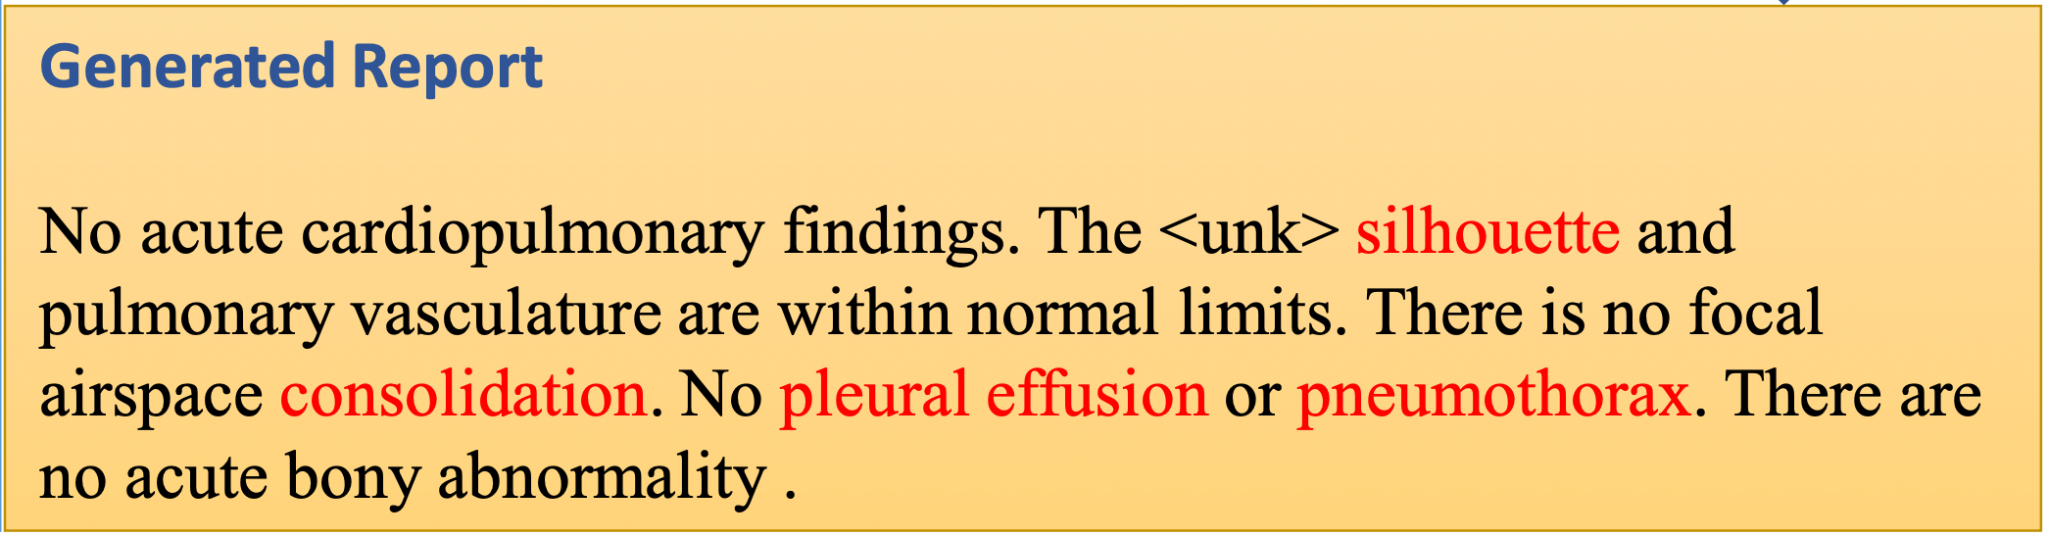 Generated Report
No acute cardiopulmonary findings. The <unk> silhouette and
pulmonary vasculature are within normal limits. There is no focal
airspace consolidation. No pleural effusion or pneumothorax. There are
no acute bony abnormality .